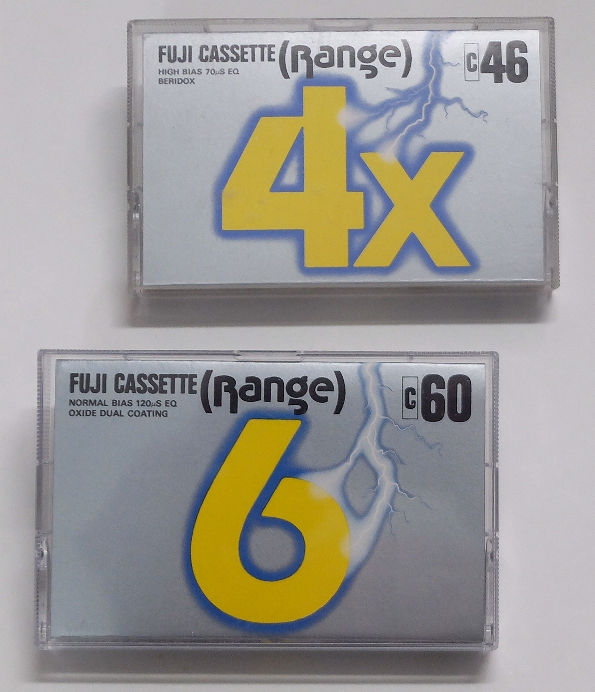 FUJI CASSETTE (Range) C46
HIGH BIAS 70μS EQ
BERIDOX
4x
FUJI CASSETTE (Range) C60
NORMAL BIAS 120μS EQ
OXIDE DUAL COATING
6